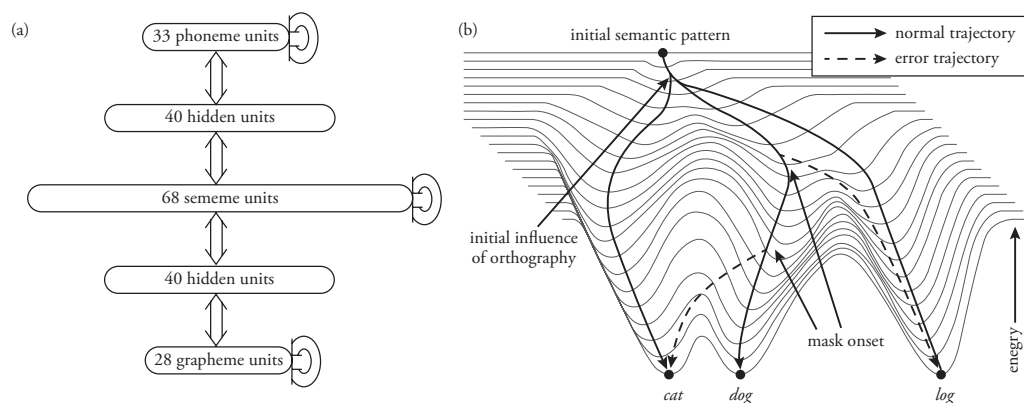 (a)
33 phoneme units
40 hidden units
68 sememe units
40 hidden units
28 grapheme units
(b)
initial semantic pattern
normal trajectory
error trajectory
initial influence
of orthography
mask onset
enegry
cat
dog
log